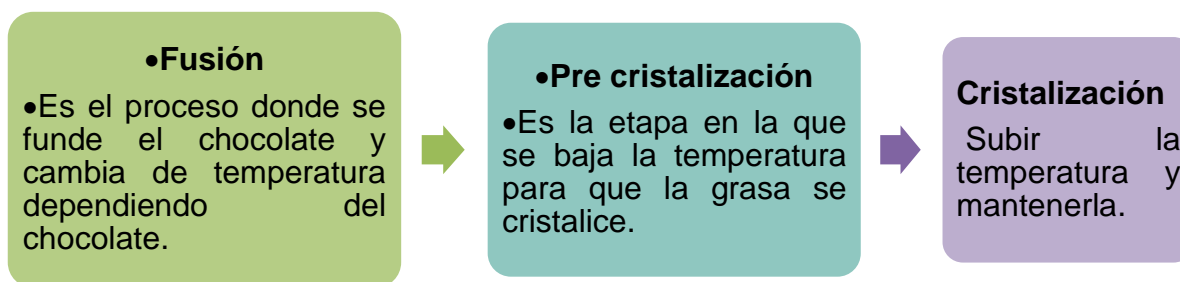 •Fusión
•Es el proceso donde se
funde el chocolate y
cambia de temperatura
dependiendo del
chocolate.
•Pre cristalización
•Es la etapa en la que
se baja la temperatura
para que la grasa se
cristalice.
Cristalización
Subir la
temperatura y
mantenerla.